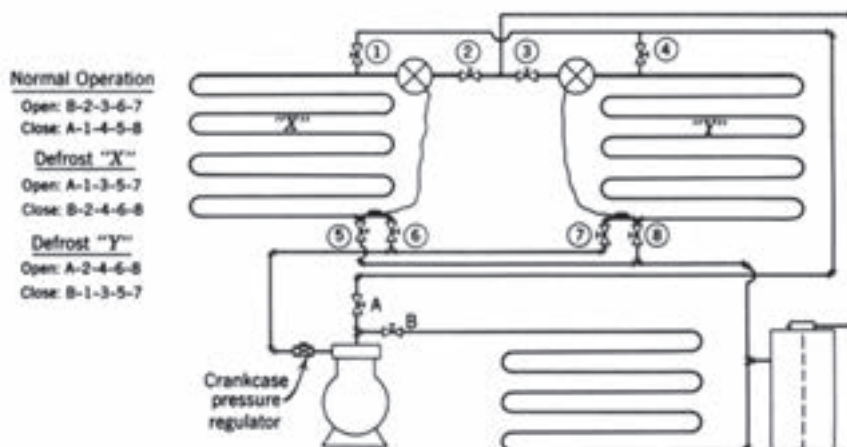 Normal Operation
Open: B-2-3-6-7
Close: A-1-4-5-8
Defrost "X"
Open: A-1-3-5-7
Close: B-2-4-6-8
Defrost "Y"
Open: A-2-4-6-8
Close: B-1-3-5-7
1
2
3
4
"X"
"Y"
5
6
7
8
A
B
Crankcase
pressure
regulator